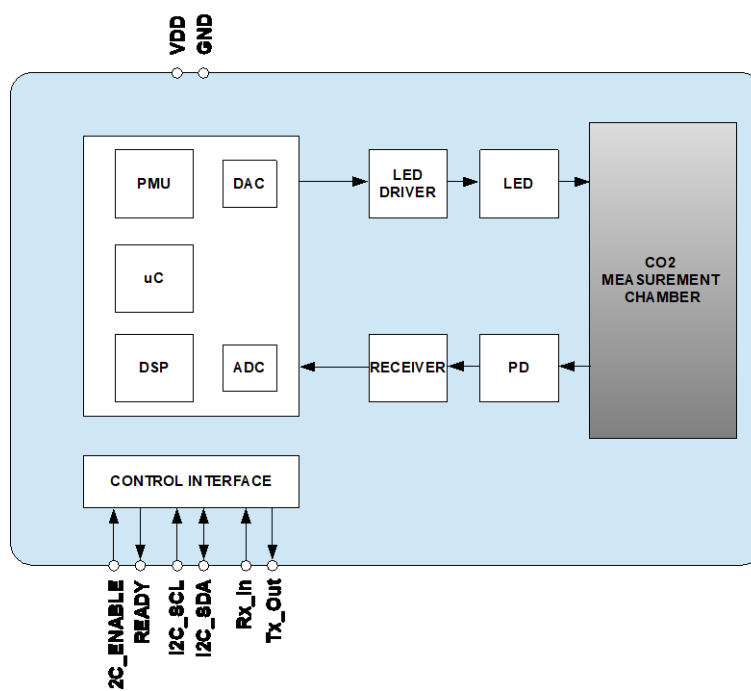 VDD
GND
PMU
DAC
LED
DRIVER
LED
CO2
MEASUREMENT
CHAMBER
uC
DSP
ADC
RECEIVER
PD
CONTROL INTERFACE
2C_ENABLE
READY
I2C_SCL
I2C_SDA
Rx_In
Tx_Out